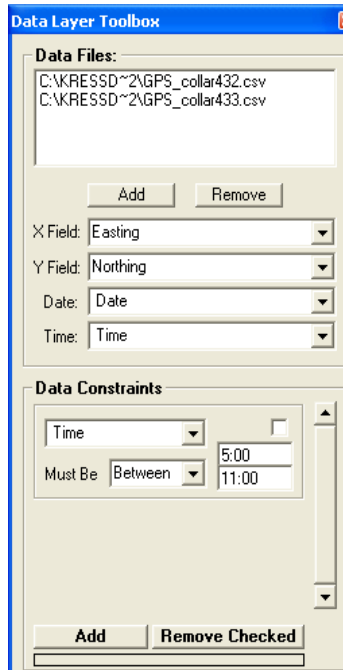 Data Layer Toolbox
Data Files:
C:\KRESSD~2\GPS_collar432.csv
C:\KRESSD~2\GPS_collar433.csv
Add Remove
X Field: Easting
Y Field: Northing
Date: Date
Time: Time
Data Constraints
Time
5:00
Must Be Between 11:00
Add Remove Checked